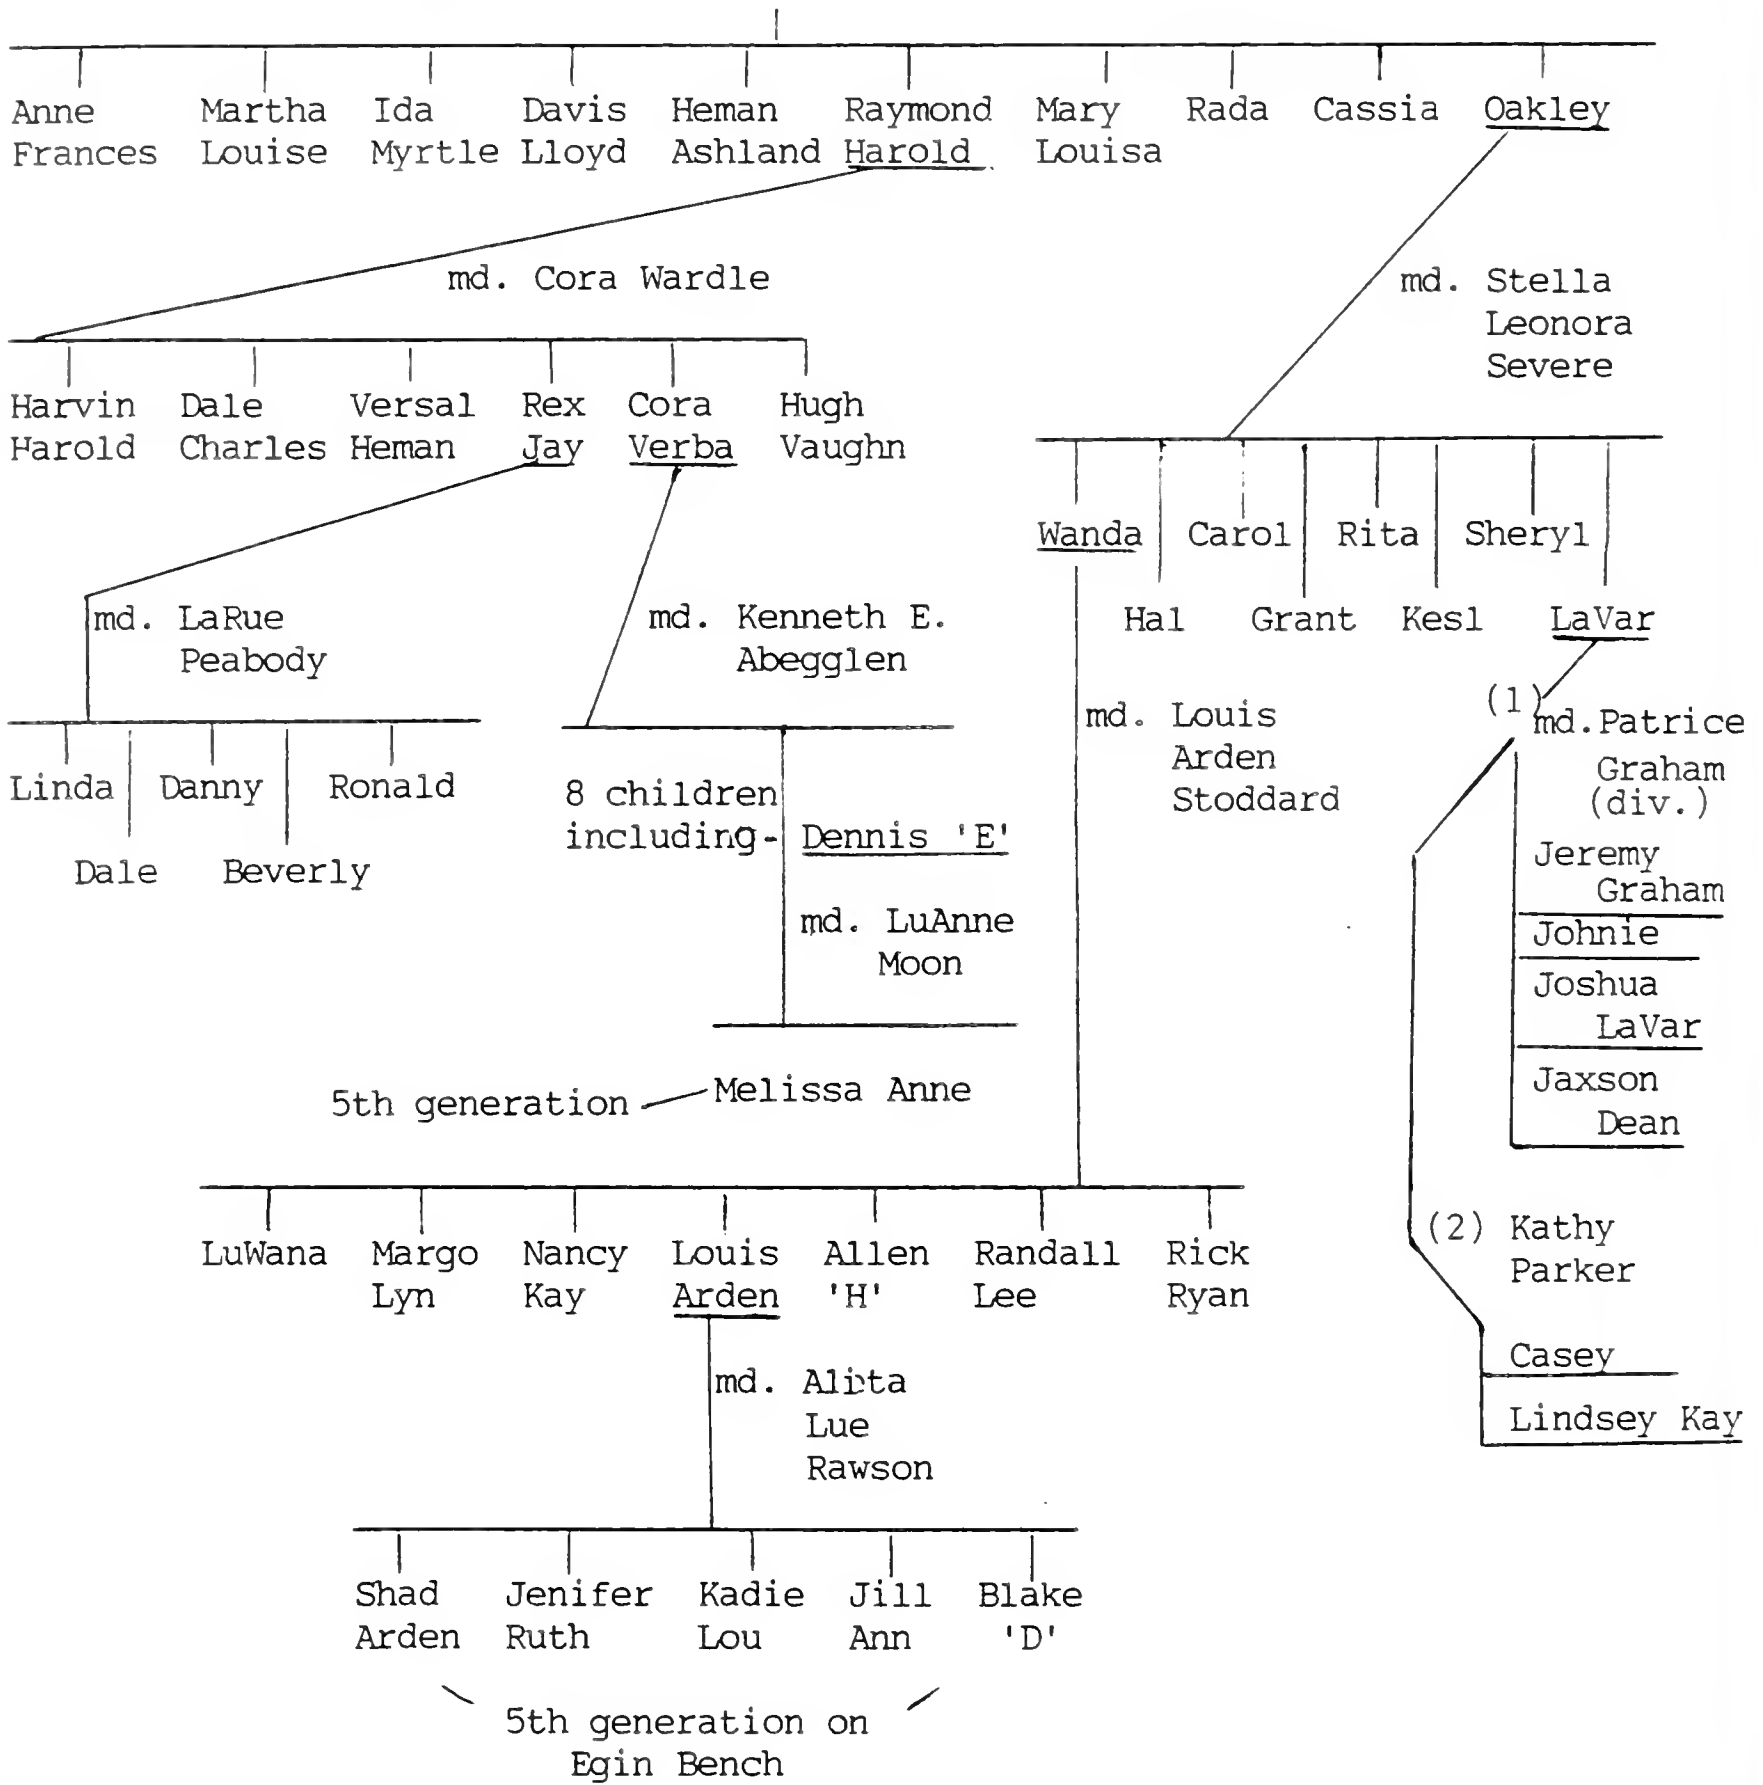 Anne Martha Ida Davis Heman Raymond Mary Rada Cassia Oakley
Frances Louise Myrtle Lloyd Ashland Harold Louisa
md. Cora Wardle
md. Stella
Leonora
Severe
Harvin Dale Versal Rex Cora Hugh
Harold Charles Heman Jay Verba Vaughn
Wanda Carol Rita Sheryl
Hal Grant Kesl LaVar
md. LaRue
Peabody
md. Kenneth E.
Abegglen
(1)
md. Patrice
Graham
(div.)
Jeremy
Graham
Johnie
Joshua
LaVar
Jaxson
Dean
md. Louis
Arden
Stoddard
Linda Danny Ronald
Dale Beverly
8 children
including- Dennis 'E'
md. LuAnne
Moon
5th generation Melissa Anne
LuWana Margo Nancy Louis Allen Randall Rick
Lyn Kay Arden 'H' Lee Ryan
(2) Kathy
Parker
Casey
Lindsey Kay
md.
Lue
Rawson
Shad Jenifer Kadie Jill Blake
Arden Ruth Lou Ann 'D'
5th generation on
Egin Bench